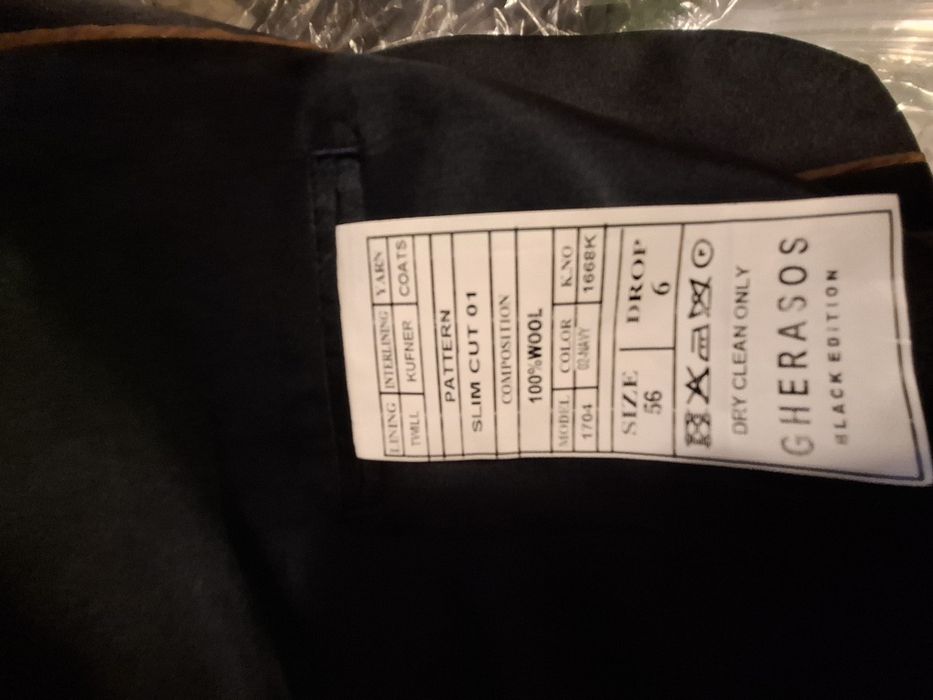 GHERASOS
BLACK EDITION
DRY CLEAN ONLY
SIZE DROP
56 6
MODEL COLOR K.NO
1704 02-NAVY 1668K
COMPOSITION
100%WOOL
PATTERN
SLIM CUT 01
LINING INTERLINING YARN
TWILL KUFNER COATS